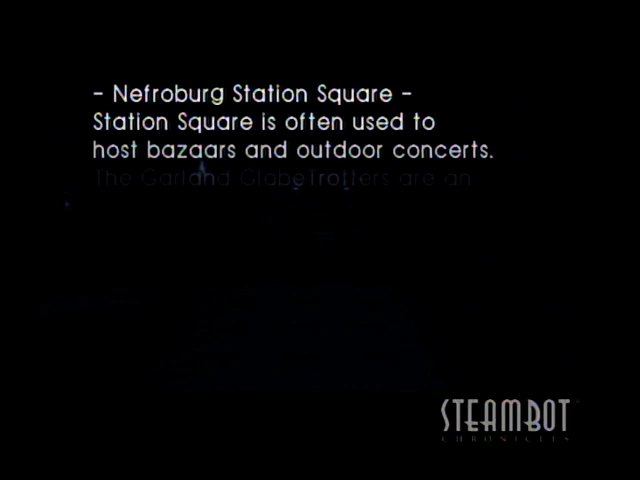 - Nefroburg Station Square -
Station Square is often used to
host bazaars and outdoor concerts.
The Garland GlobeTrotters are an
STEAMBOT
CHRONICLES